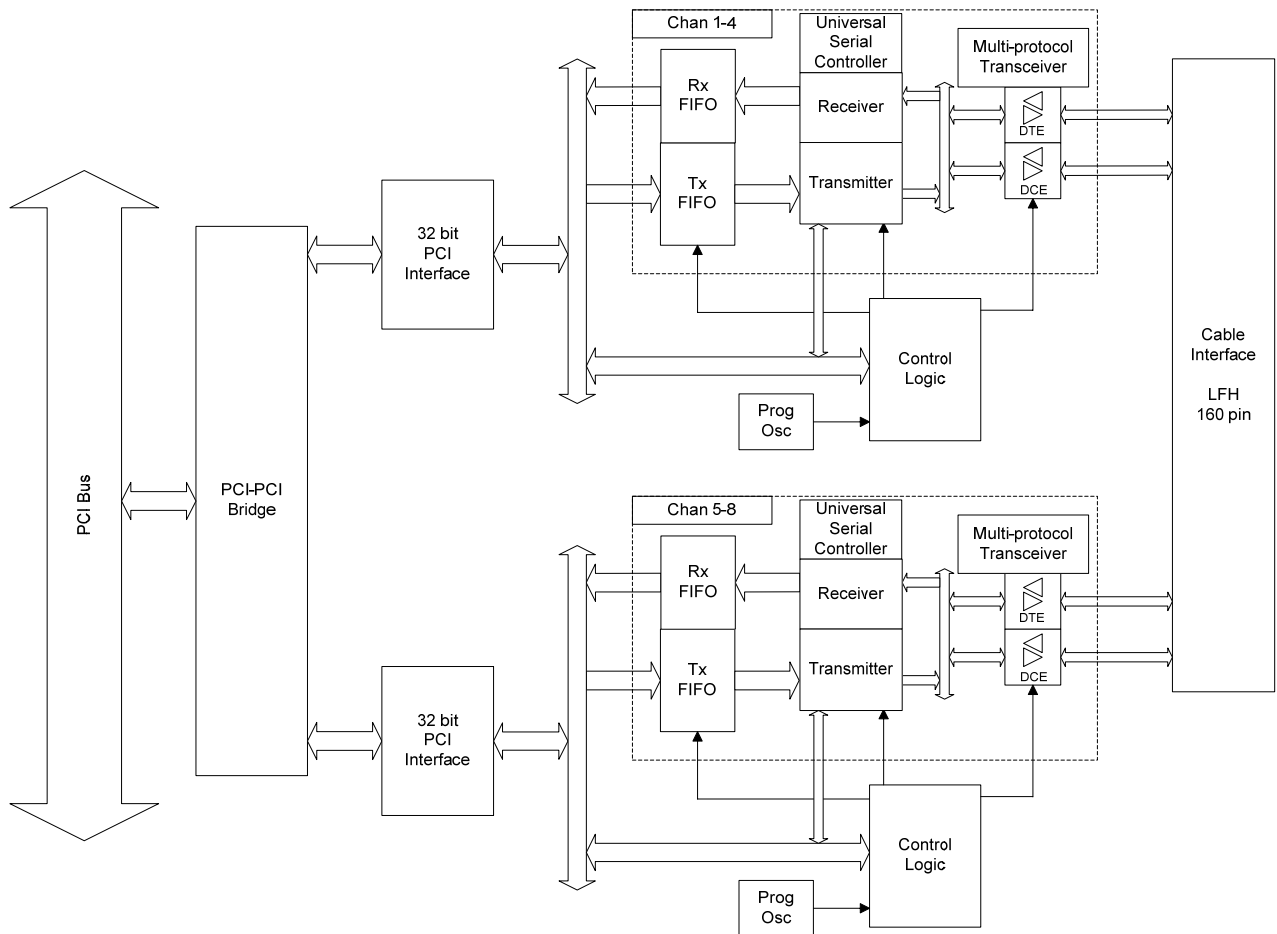 Chan 1-4
Universal
Serial
Controller
Multi-protocol
Transceiver
Rx
FIFO
Receiver
DTE
Tx
FIFO
Transmitter
DCE
32 bit
PCI
Interface
Control
Logic
Prog
Osc
Cable
Interface
LFH
160 pin
PCI Bus
PCI-PCI
Bridge
Chan 5-8
Universal
Serial
Controller
Multi-protocol
Transceiver
Rx
FIFO
Receiver
DTE
Tx
FIFO
Transmitter
DCE
32 bit
PCI
Interface
Control
Logic
Prog
Osc